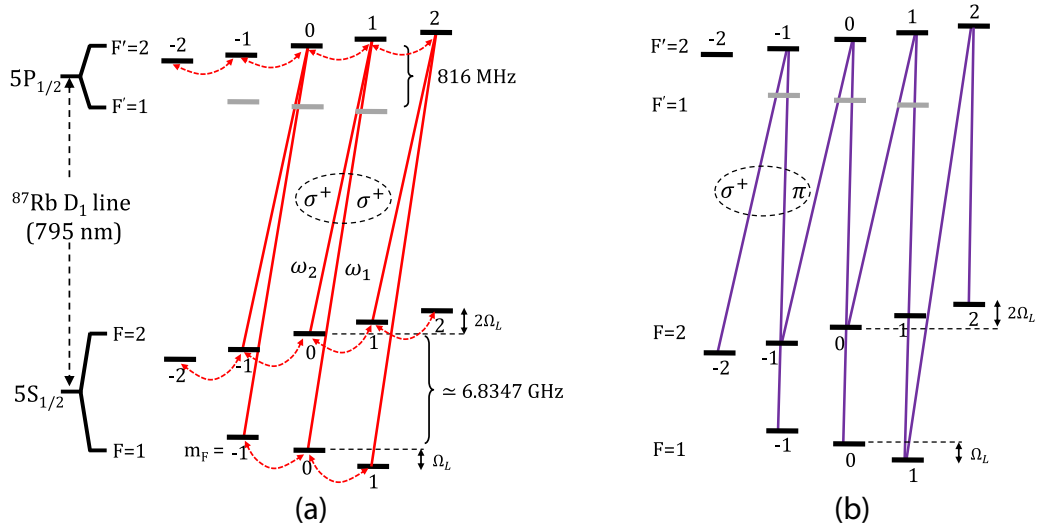 -2 -1 0 1 2
F'=2
5P1/2
F'=1
816 MHz
87Rb D1 line
(795 nm)
σ+ σ+
ω2 ω1
F=2
-2 -1 0 1 2
2ΩL
5S1/2
≃ 6.8347 GHz
F=1
mF = -1 0 1
ΩL
(a)
-2 -1 0 1 2
F'=2
F'=1
σ+ π
F=2
-2 -1 0 1 2
2ΩL
F=1
-1 0 1
ΩL
(b)